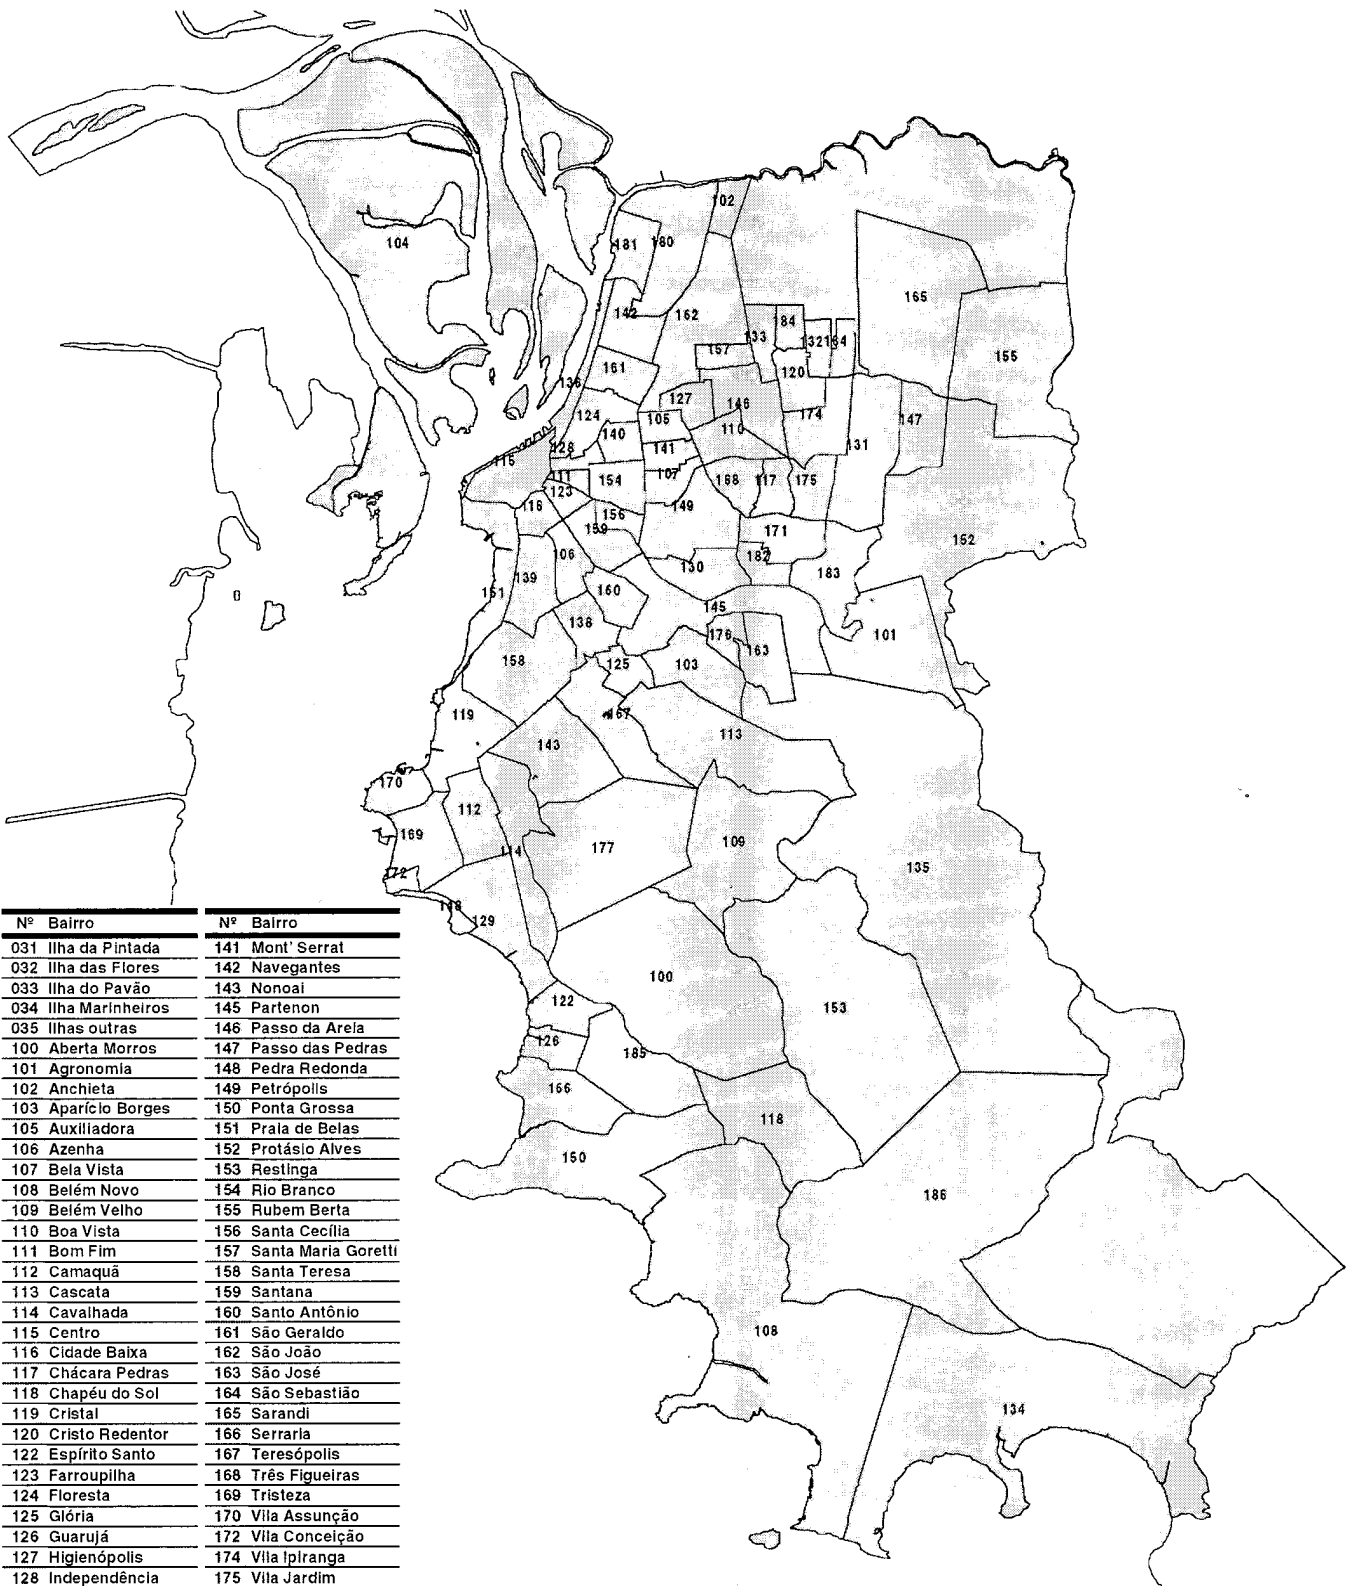 102
104
181
180
165
142
162
184
133
132
164
155
157
161
120
136
127
146
124
105
174
147
140
110
131
128
141
115
111
107
154
168
117
175
123
116
156
149
159
171
152
106
130
182
139
183
160
151
145
138
176
101
158
125
103
163
119
167
113
143
170
112
169
114
177
109
135
172
148
129
100
122
153
126
185
166
118
150
186
108
134
Nº Bairro
031 Ilha da Pintada
032 Ilha das Flores
033 Ilha do Pavão
034 Ilha Marinheiros
035 Ilhas outras
100 Aberta Morros
101 Agronomia
102 Anchieta
103 Aparício Borges
105 Auxiliadora
106 Azenha
107 Bela Vista
108 Belém Novo
109 Belém Velho
110 Boa Vista
111 Bom Fim
112 Camaquã
113 Cascata
114 Cavalhada
115 Centro
116 Cidade Baixa
117 Chácara Pedras
118 Chapéu do Sol
119 Cristal
120 Cristo Redentor
122 Espírito Santo
123 Farroupilha
124 Floresta
125 Glória
126 Guarujá
127 Higienópolis
128 Independência
Nº Bairro
141 Mont' Serrat
142 Navegantes
143 Nonoai
145 Partenon
146 Passo da Areia
147 Passo das Pedras
148 Pedra Redonda
149 Petrópolis
150 Ponta Grossa
151 Praia de Belas
152 Protásio Alves
153 Restinga
154 Rio Branco
155 Rubem Berta
156 Santa Cecília
157 Santa Maria Goretti
158 Santa Teresa
159 Santana
160 Santo Antônio
161 São Geraldo
162 São João
163 São José
164 São Sebastião
165 Sarandi
166 Serraria
167 Teresópolis
168 Três Figueiras
169 Tristeza
170 Vila Assunção
172 Vila Conceição
174 Vila Ipiranga
175 Vila Jardim